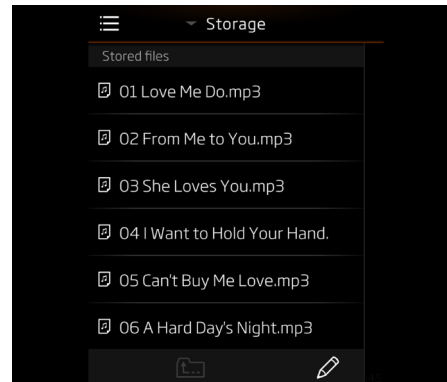 Storage
Stored files
01 Love Me Do.mp3
02 From Me to You.mp3
03 She Loves You.mp3
04 I Want to Hold Your Hand.
05 Can't Buy Me Love.mp3
06 A Hard Day's Night.mp3